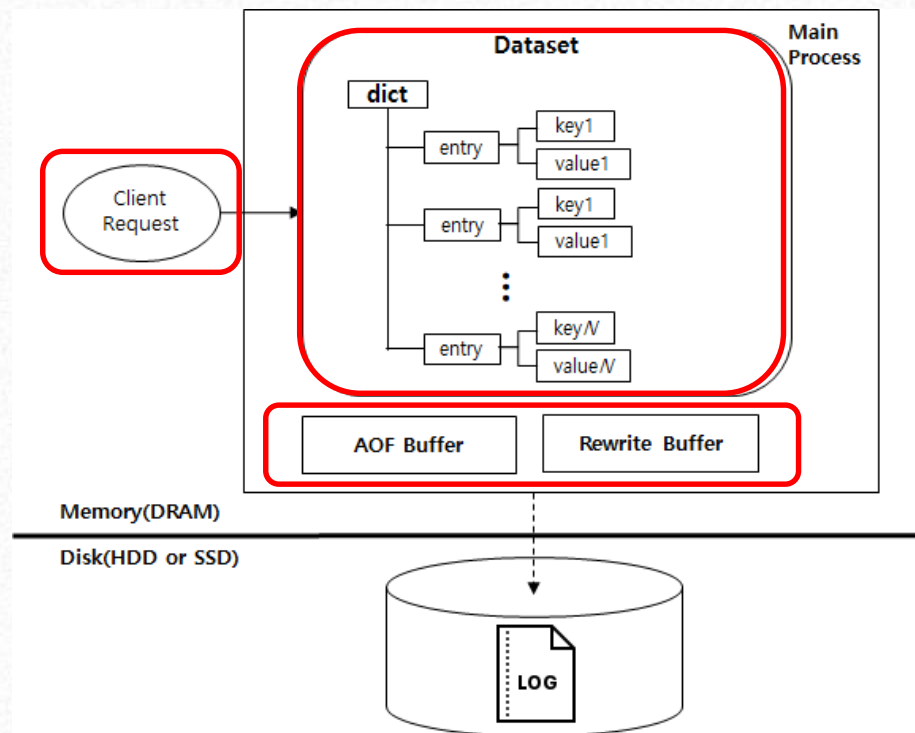 Main
Process
Dataset
dict
entry
key1
value1
Client
Request
entry
key1
value1
entry
keyN
valueN
AOF Buffer
Rewrite Buffer
Memory(DRAM)
Disk(HDD or SSD)
LOG